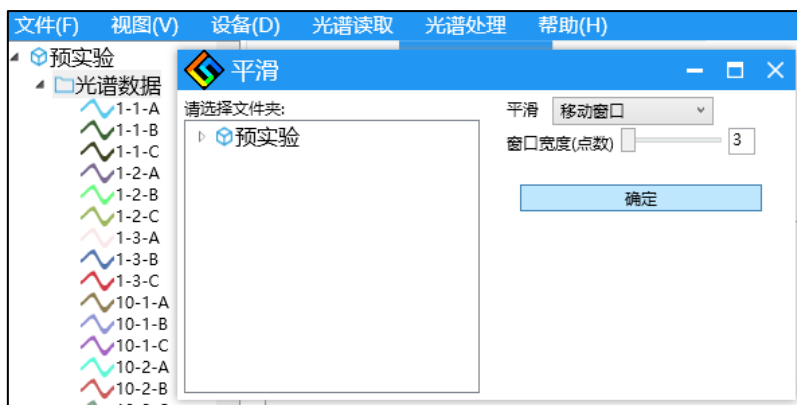 文件(F) 视图(V) 设备(D) 光谱读取 光谱处理 帮助(H)
预实验
光谱数据
1-1-A
1-1-B
1-1-C
1-2-A
1-2-B
1-2-C
1-3-A
1-3-B
1-3-C
10-1-A
10-1-B
10-1-C
10-2-A
10-2-B
平滑
请选择文件夹:
预实验
平滑 移动窗口
窗口宽度(点数) 3
确定